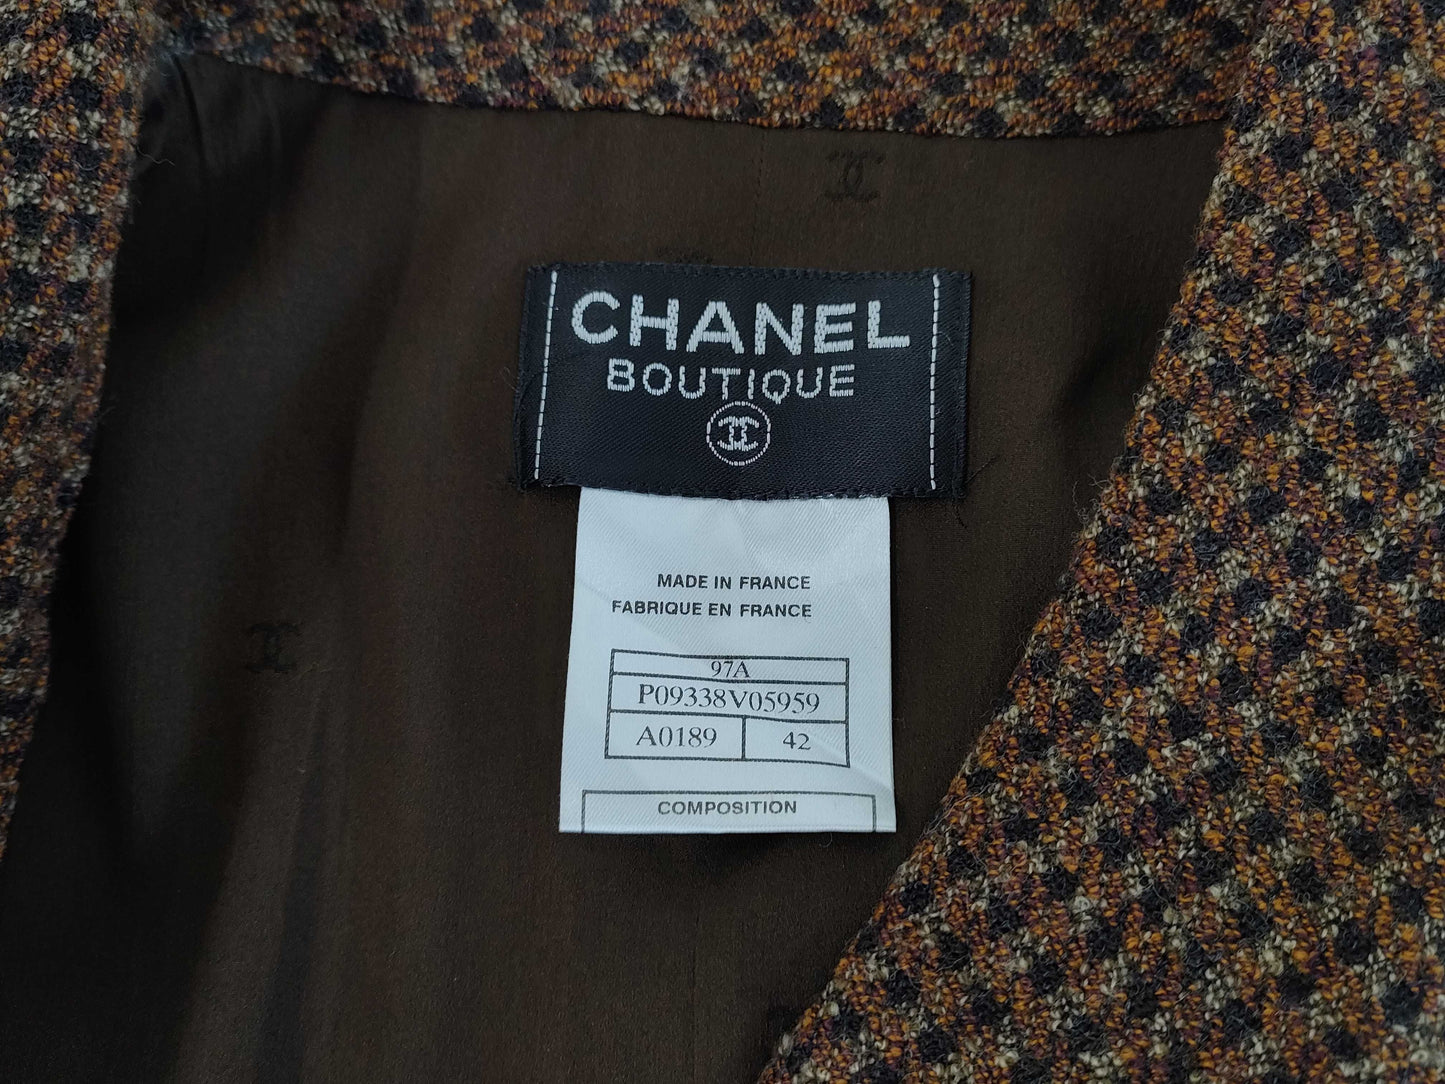 CHANEL
BOUTIQUE
MADE IN FRANCE
FABRIQUE EN FRANCE
97A
P09338V05959
A0189 42
COMPOSITION